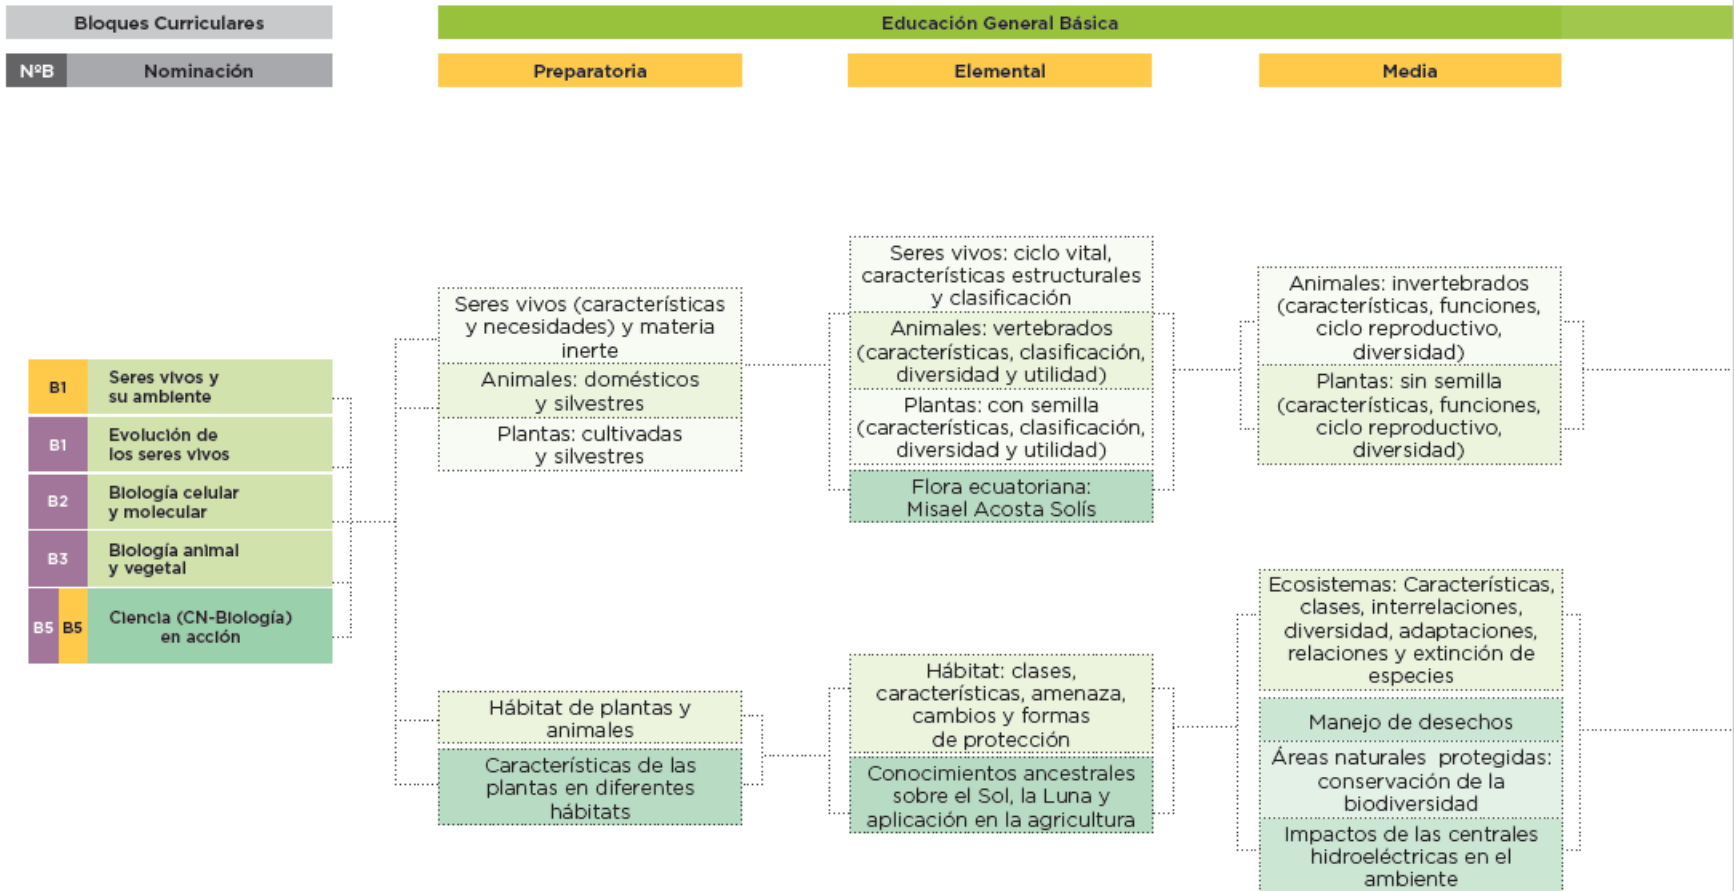 Bloques Curriculares
Educación General Básica
NºB
Nominación
Preparatoria
Elemental
Media
B1
Seres vivos y
su ambiente
B1
Evolución de
los seres vivos
B2
Biología celular
y molecular
B3
Biología animal
y vegetal
B5
B5
Ciencia (CN-Biología)
en acción
Seres vivos (características
y necesidades) y materia
inerte
Animales: domésticos
y silvestres
Plantas: cultivadas
y silvestres
Hábitat de plantas y
animales
Características de las
plantas en diferentes
hábitats
Seres vivos: ciclo vital,
características estructurales
y clasificación
Animales: vertebrados
(características, clasificación,
diversidad y utilidad)
Plantas: con semilla
(características, clasificación,
diversidad y utilidad)
Flora ecuatoriana:
Misael Acosta Solís
Hábitat: clases,
características, amenaza,
cambios y formas
de protección
Conocimientos ancestrales
sobre el Sol, la Luna y
aplicación en la agricultura
Animales: invertebrados
(características, funciones,
ciclo reproductivo,
diversidad)
Plantas: sin semilla
(características, funciones,
ciclo reproductivo,
diversidad)
Ecosistemas: Características,
clases, interrelaciones,
diversidad, adaptaciones,
relaciones y extinción de
especies
Manejo de desechos
Áreas naturales protegidas:
conservación de la
biodiversidad
Impactos de las centrales
hidroeléctricas en el
ambiente